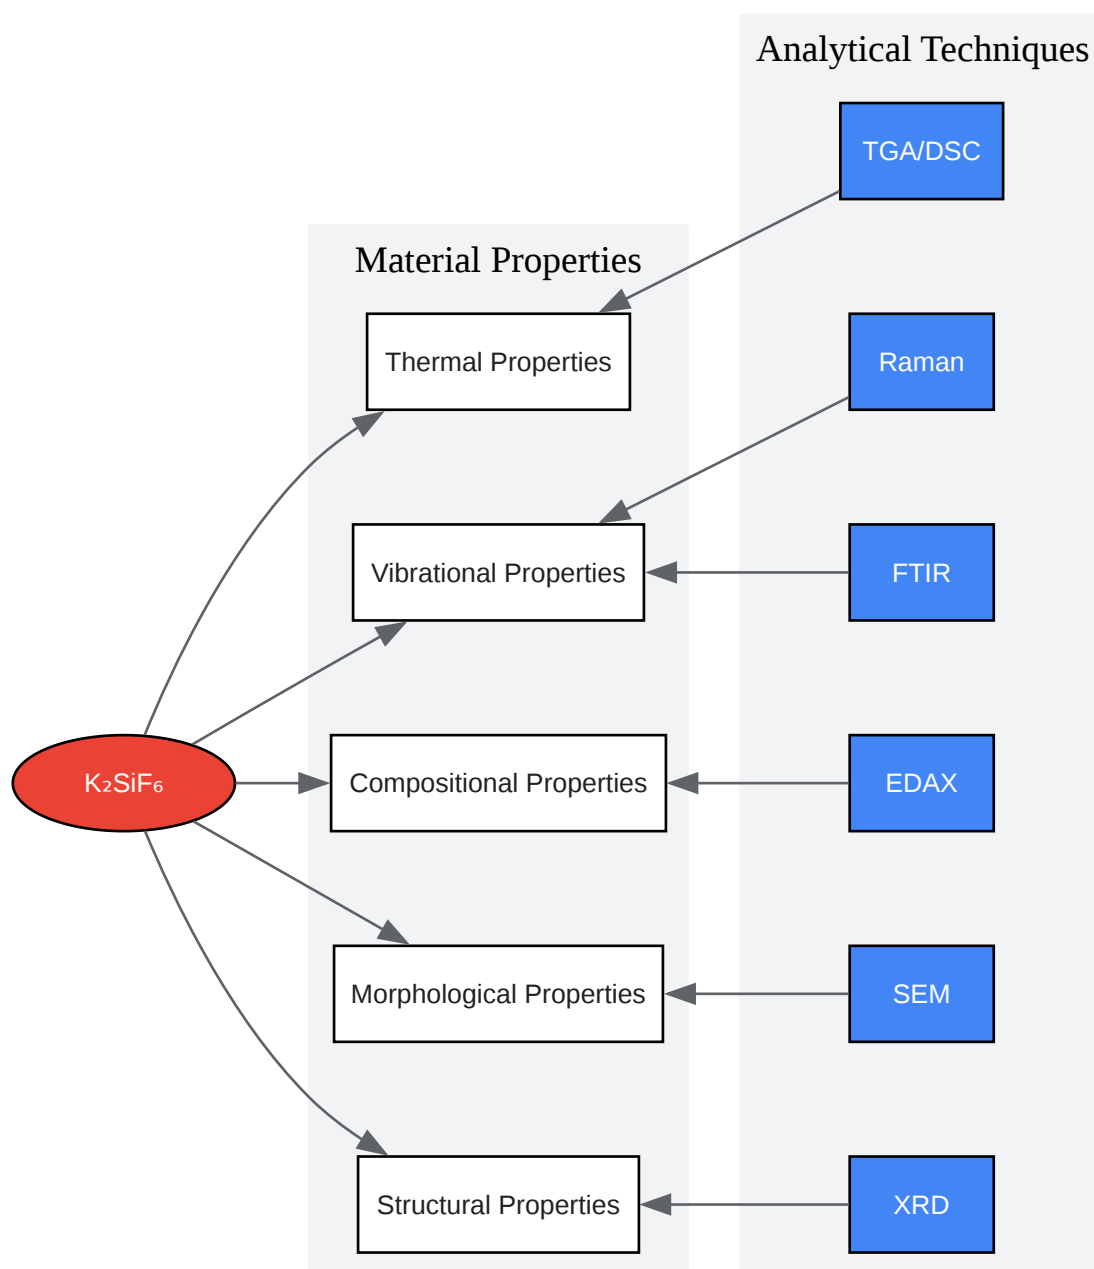 Analytical Techniques
TGA/DSC
Material Properties
Thermal Properties
Raman
Vibrational Properties
FTIR
K₂SiF₆
Compositional Properties
EDAX
Morphological Properties
SEM
Structural Properties
XRD